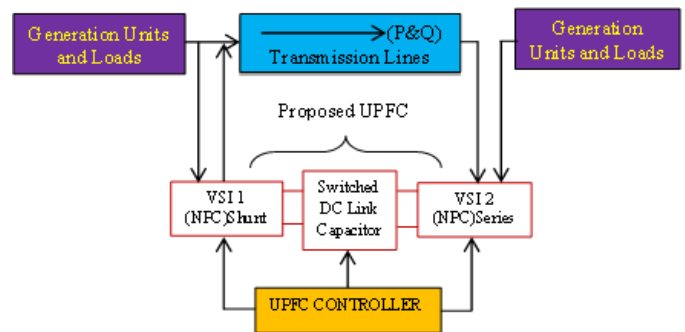 Generation Units
and Loads
(P&Q)
Transmission Lines
Generation
Units and Loads
Proposed UPFC
VSI 1
(NPC)Shunt
Switched
DC Link
Capacitor
VSI 2
(NPC)Series
UPFC CONTROLLER